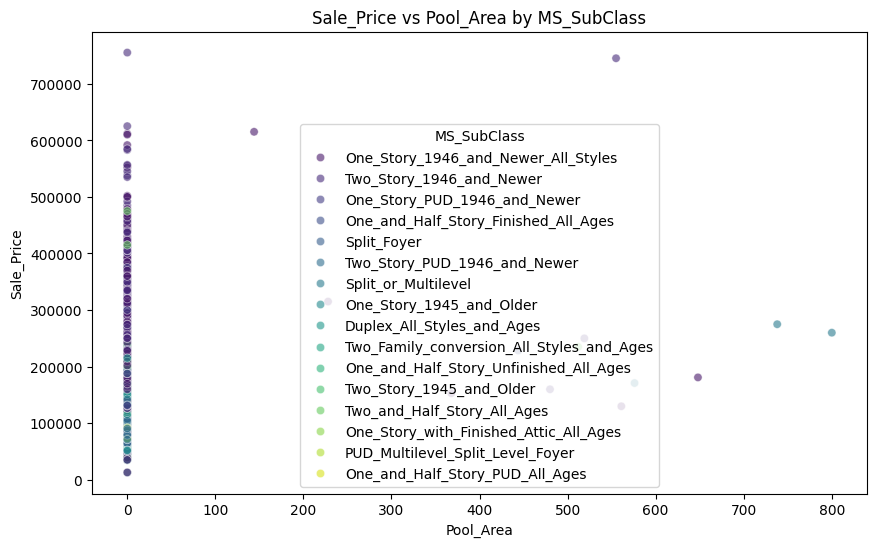 Sale_Price vs Pool_Area by MS_SubClass
Sale_Price
700000
600000
500000
400000
300000
200000
100000
0
MS_SubClass
One_Story_1946_and_Newer_All_Styles
Two_Story_1946_and_Newer
One_Story_PUD_1946_and_Newer
One_and_Half_Story_Finished_All_Ages
Split_Foyer
Two_Story_PUD_1946_and_Newer
Split_or_Multilevel
One_Story_1945_and_Older
Duplex_All_Styles_and_Ages
Two_Family_conversion_All_Styles_and_Ages
One_and_Half_Story_Unfinished_All_Ages
Two_Story_1945_and_Older
Two_and_Half_Story_All_Ages
One_Story_with_Finished_Attic_All_Ages
PUD_Multilevel_Split_Level_Foyer
One_and_Half_Story_PUD_All_Ages
0 100 200 300 400 500 600 700 800
Pool_Area